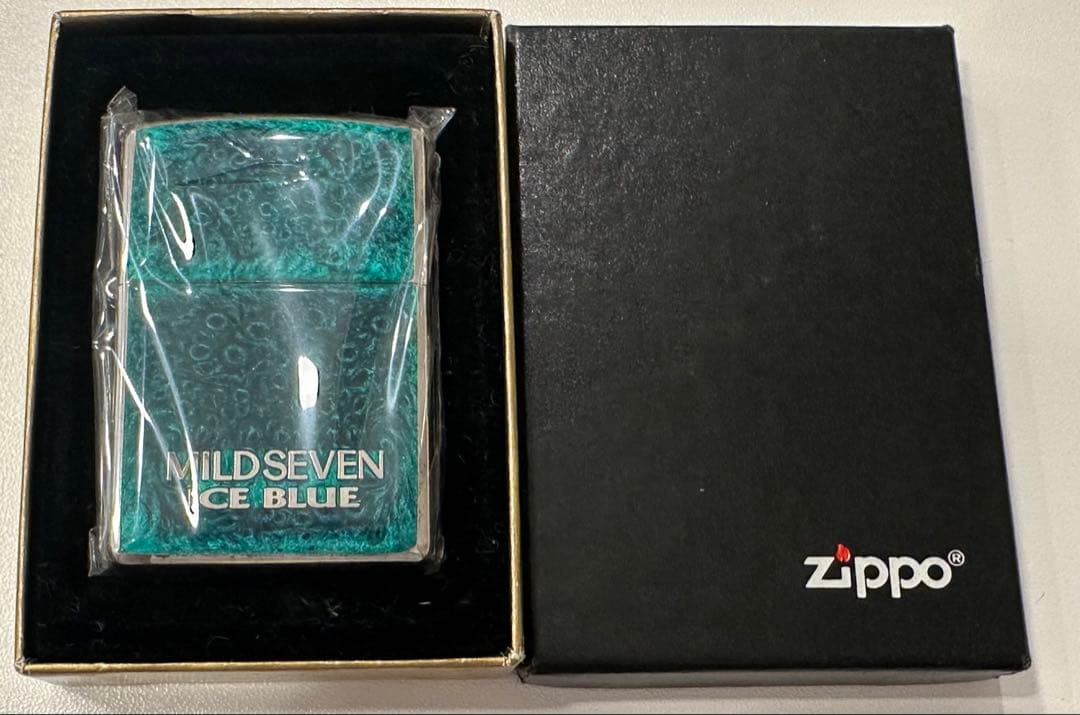 MILD SEVEN
ICE BLUE
zippo®